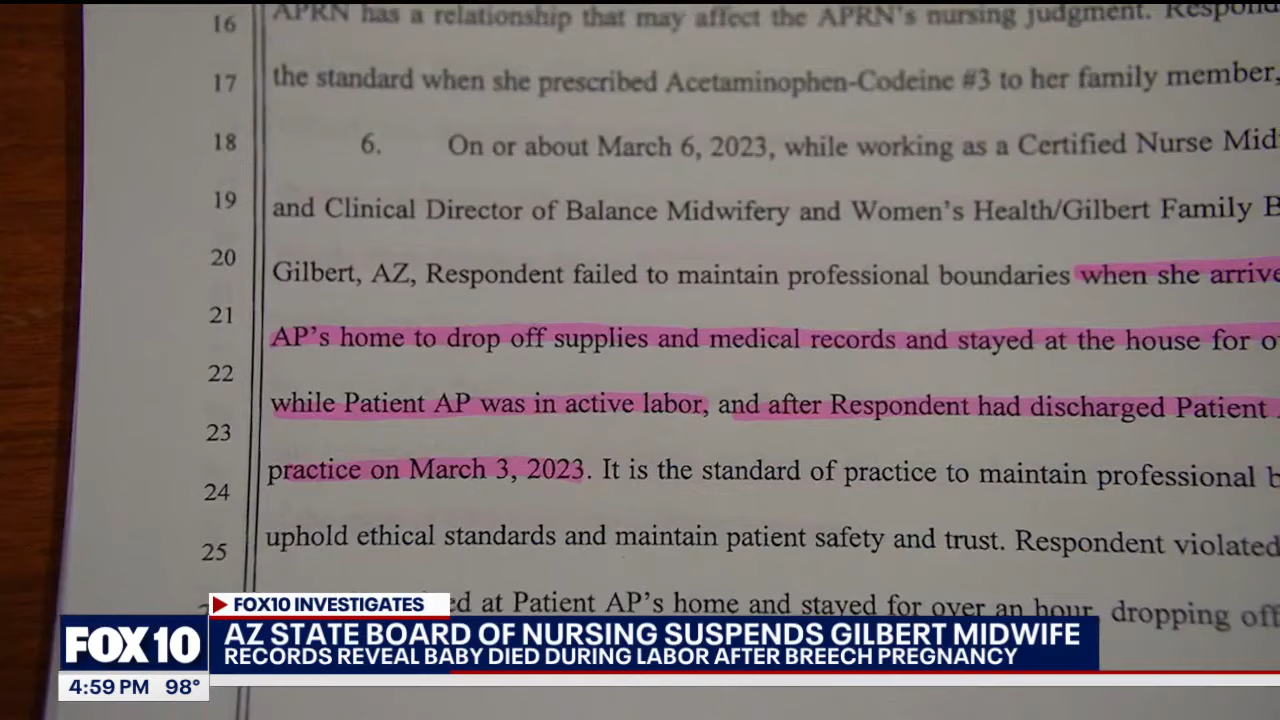 16 APRN has a relationship that may affect the APRN's nursing judgment. Respond
17 the standard when she prescribed Acetaminophen-Codeine #3 to her family member,
18 6. On or about March 6, 2023, while working as a Certified Nurse Mid
19 and Clinical Director of Balance Midwifery and Women's Health/Gilbert Family B
20 Gilbert, AZ, Respondent failed to maintain professional boundaries when she arrive
21 AP's home to drop off supplies and medical records and stayed at the house for o
22 while Patient AP was in active labor, and after Respondent had discharged Patient
23 practice on March 3, 2023. It is the standard of practice to maintain professional b
24 uphold ethical standards and maintain patient safety and trust. Respondent violated
25 ed at Patient AP's home and stayed for over an hour, dropping off
FOX10 INVESTIGATES
FOX 10
AZ STATE BOARD OF NURSING SUSPENDS GILBERT MIDWIFE
RECORDS REVEAL BABY DIED DURING LABOR AFTER BREECH PREGNANCY
4:59 PM 98°